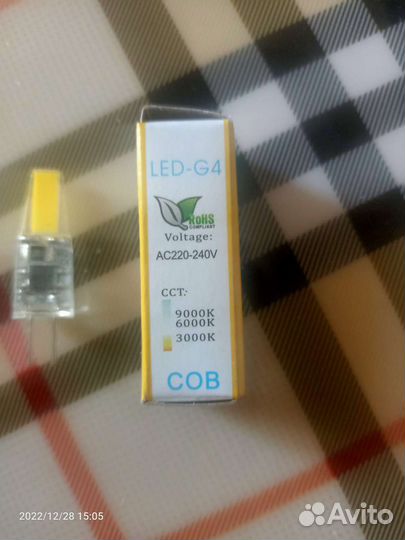 LED-G4
RoHS
COMPLIANT
Voltage:
AC220-240V
CCT:
9000K
6000K
3000K
COB
2022/12/28 15:05
Avito